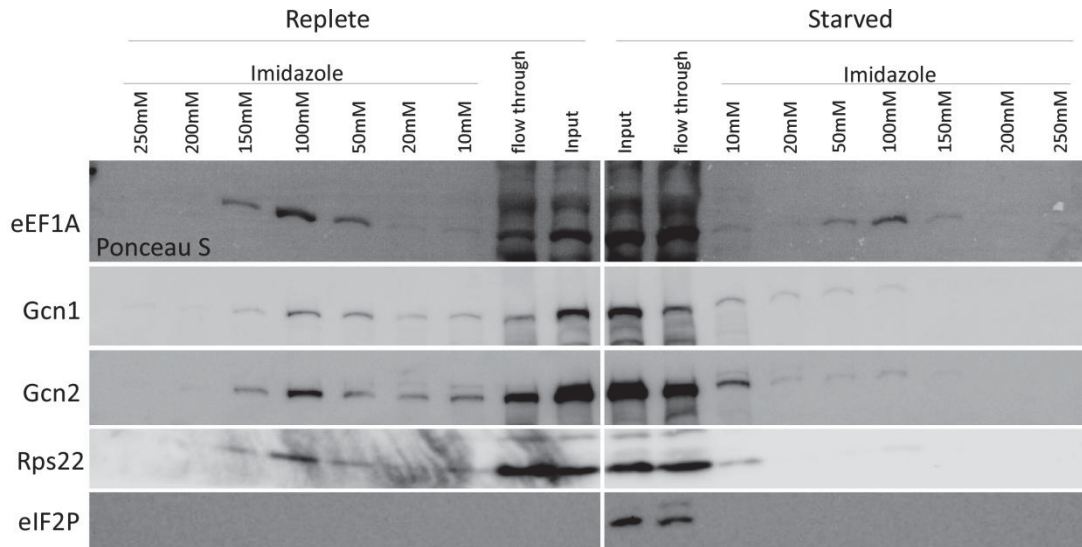 Replete Starved
Imidazole Imidazole
250mM 200mM 150mM 100mM 50mM 20mM 10mM flow through Input Input flow through 10mM 20mM 50mM 100mM 150mM 200mM 250mM
eEF1A
Ponceau S
Gcn1
Gcn2
Rps22
eIF2P